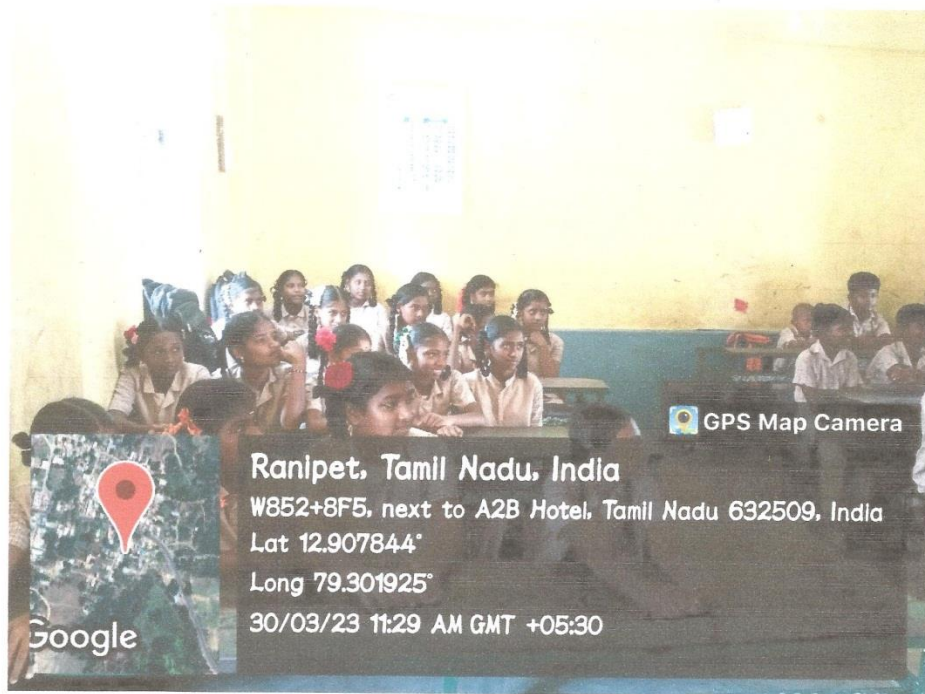 GPS Map Camera
Ranipet, Tamil Nadu, India
W852+8F5, next to A2B Hotel, Tamil Nadu 632509, India
Lat 12.907844°
Long 79.301925°
30/03/23 11:29 AM GMT +05:30
Google